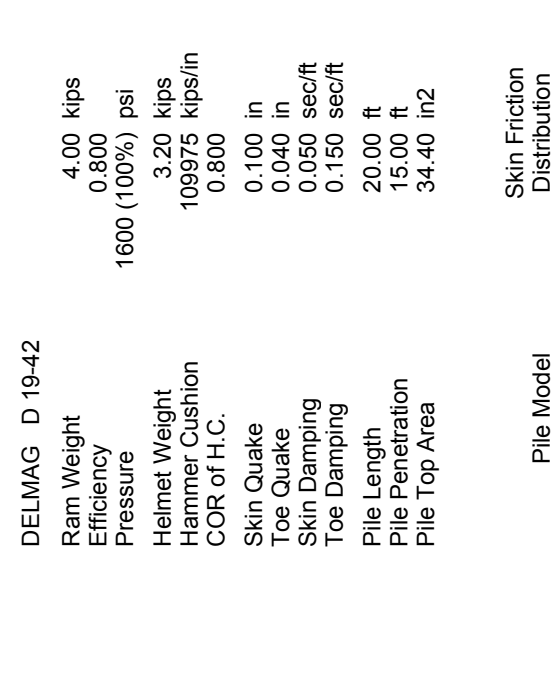 DELMAG D 19-42
Ram Weight 4.00 kips
Efficiency 0.800
Pressure 1600 (100%) psi
Helmet Weight 3.20 kips
Hammer Cushion 109975 kips/in
COR of H.C. 0.800
Skin Quake 0.100 in
Toe Quake 0.040 in
Skin Damping 0.050 sec/ft
Toe Damping 0.150 sec/ft
Pile Length 20.00 ft
Pile Penetration 15.00 ft
Pile Top Area 34.40 in2
Skin Friction
Pile Model Distribution